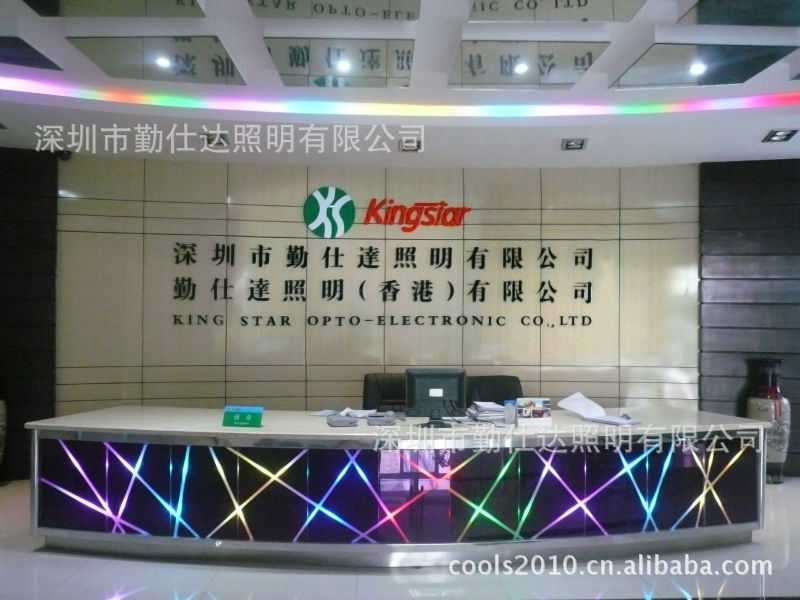 深圳市勤仕达照明有限公司
Kingstar
深圳市勤仕達照明有限公司
勤仕達照明(香港)有限公司
KING STAR OPTO-ELECTRONIC CO.,LTD
深圳市勤仕达照明有限公司
cools2010.cn.alibaba.com